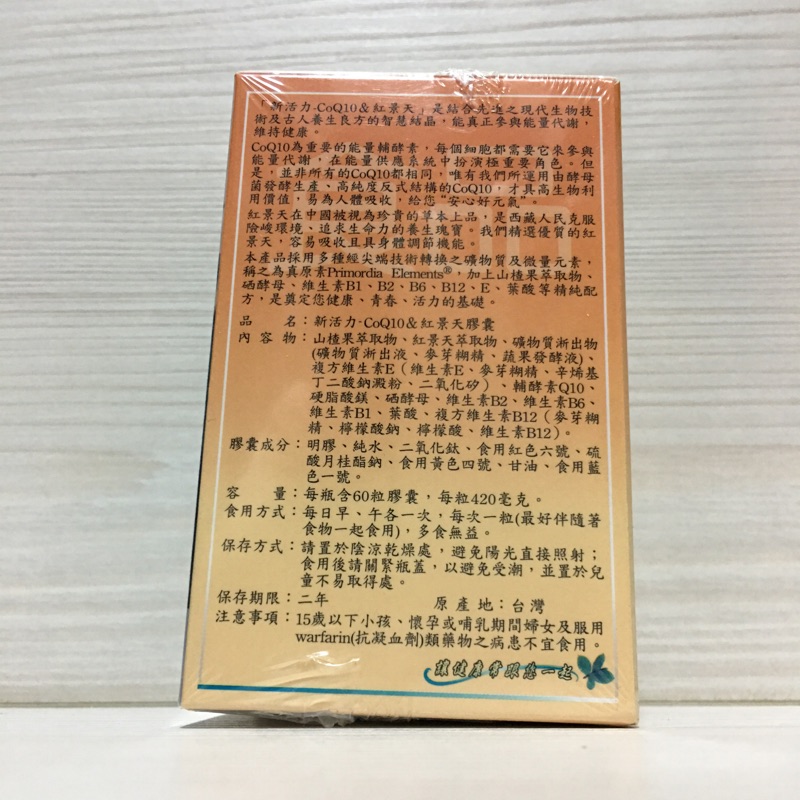 「新活力-CoQ10＆紅景天」是結合先進之現代生物技
術及古人養生良方的智慧結晶，能真正參與能量代謝，
維持健康。
CoQ10為重要的能量輔酵素，每個細胞都需要它來參與
能量代謝，在能量供應系統中扮演極重要角色。但
是，並非所有的CoQ10都相同，唯有我們所運用由酵母
菌發酵生產、高純度反式結構的CoQ10，才具高生物利
用價值，易為人體吸收，給您“安心好元氣”。
紅景天在中國被視為珍貴的草本上品，是西藏人民克服
險峻環境、追求生命力的養生瑰寶。我們精選優質的紅
景天，容易吸收且具身體調節機能。
本產品採用多種經尖端技術轉換之礦物質及微量元素，
稱之為真原素Primordia Elements®，加上山楂果萃取物、
硒酵母、維生素B1、B2、B6、B12、E、葉酸等精純配
方，是奠定您健康、青春、活力的基礎。
品 名：新活力-CoQ10＆紅景天膠囊
內 容 物：山楂果萃取物、紅景天萃取物、礦物質淅出物
(礦物質淅出液、麥芽糊精、蔬果發酵液)、
複方維生素E（維生素E、麥芽糊精、辛烯基
丁二酸鈉澱粉、二氧化矽）、輔酵素Q10、
硬脂酸鎂、硒酵母、維生素B2、維生素B6、
維生素B1、葉酸、複方維生素B12（麥芽糊
精、檸檬酸鈉、檸檬酸、維生素B12）。
膠囊成分：明膠、純水、二氧化鈦、食用紅色六號、硫
酸月桂酯鈉、食用黃色四號、甘油、食用藍
色一號。
容 量：每瓶含60粒膠囊，每粒420毫克。
食用方式：每日早、午各一次，每次一粒(最好伴隨著
食物一起食用)，多食無益。
保存方式：請置於陰涼乾燥處，避免陽光直接照射；
食用後請關緊瓶蓋，以避免受潮，並置於兒
童不易取得處。
保存期限：二年 原 產 地：台灣
注意事項：15歲以下小孩、懷孕或哺乳期間婦女及服用
warfarin(抗凝血劑)類藥物之病患不宜食用。
讓健康常跟您一起